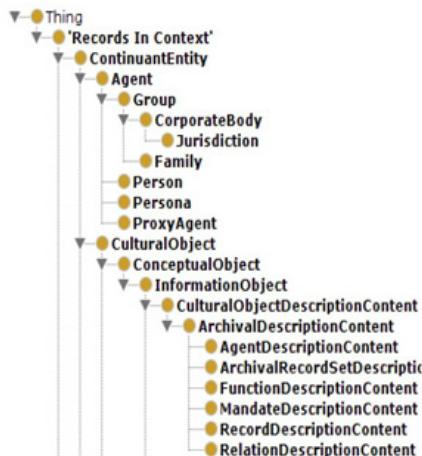 Thing
'Records In Context'
ContinuantEntity
Agent
Group
CorporateBody
Jurisdiction
Family
Person
Persona
ProxyAgent
CulturalObject
ConceptualObject
InformationObject
CulturalObjectDescriptionContent
ArchivalDescriptionContent
AgentDescriptionContent
ArchivalRecordSetDescriptio
FunctionDescriptionContent
MandateDescriptionContent
RecordDescriptionContent
RelationDescriptionContent